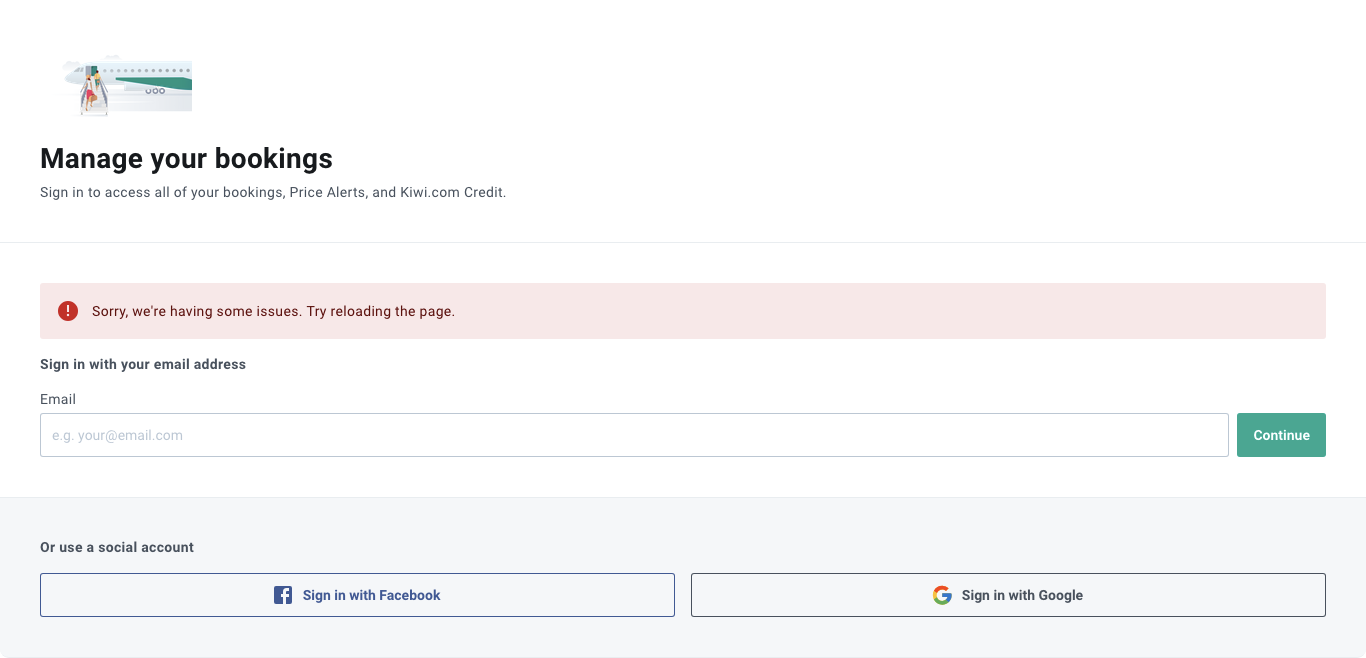 Manage your bookings
Sign in to access all of your bookings, Price Alerts, and Kiwi.com Credit.
Sorry, we're having some issues. Try reloading the page.
Sign in with your email address
Email
e.g. your@email.com
Continue
Or use a social account
Sign in with Facebook
Sign in with Google